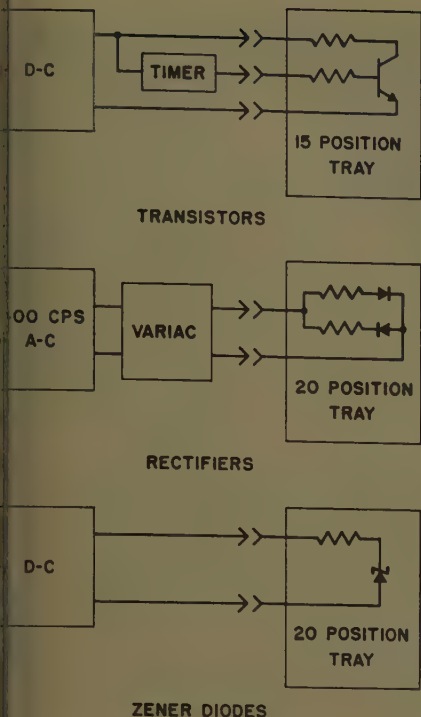 D-C
TIMER
15 POSITION
TRAY
TRANSISTORS
00 CPS
A-C
VARIAC
20 POSITION
TRAY
RECTIFIERS
D-C
20 POSITION
TRAY
ZENER DIODES